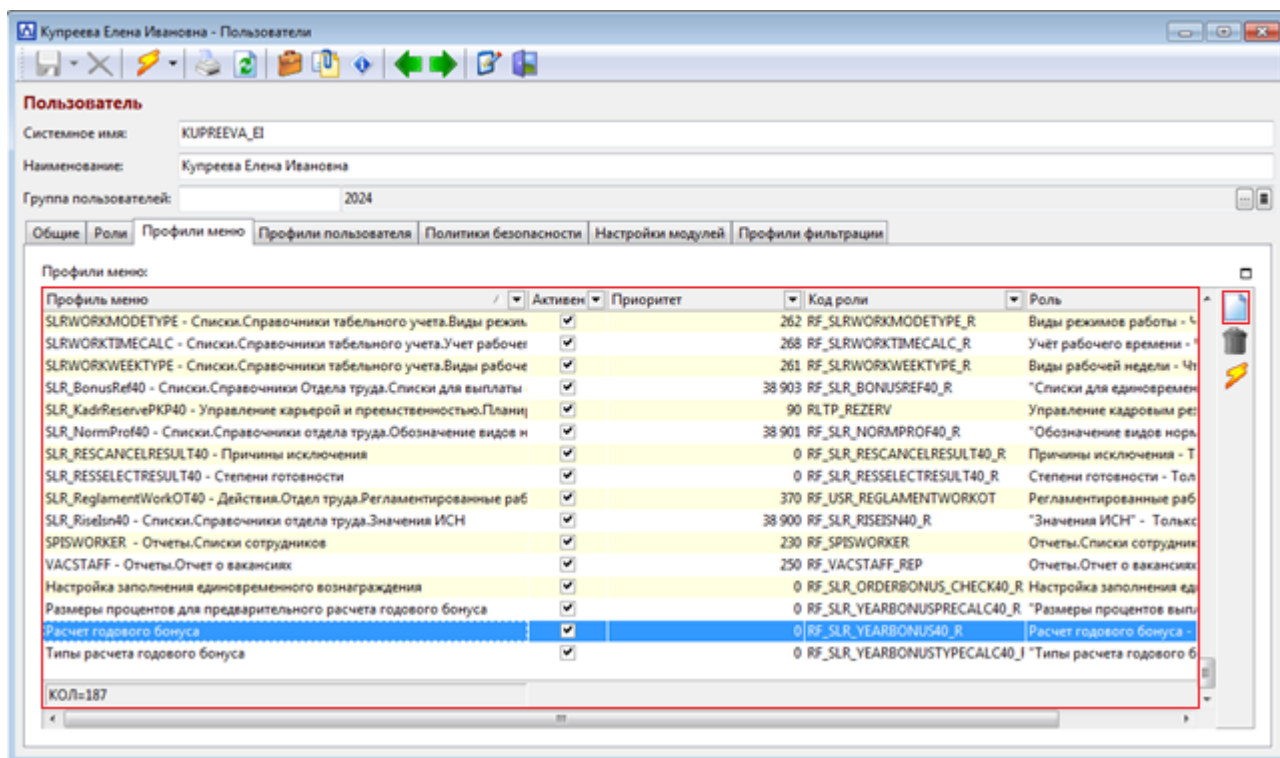 Купреева Елена Ивановна - Пользователи
Пользователь
Системное имя: KUPREEVA_EI
Наименование: Купреева Елена Ивановна
Группа пользователей: 2024
Общие Роли Профили меню Профили пользователя Политики безопасности Настройки модулей Профили фильтрации
Профили меню:
Профиль меню Активен Приоритет Код роли Роль
SLRWORKMODETYPE - Списки.Справочники табельного учета.Виды режим 262 RF_SLRWORKMODETYPE_R Виды режимов работы - Ч
SLRWORKTIMECALC - Списки.Справочники табельного учета.Учет рабочег 268 RF_SLRWORKTIMECALC_R Учёт рабочего времени - "
SLRWORKWEEKTYPE - Списки.Справочники табельного учета.Виды рабоче 261 RF_SLRWORKWEEKTYPE_R Виды рабочей недели - Чт
SLR_BonusRef40 - Списки.Справочники Отдела труда.Списки для выплаты 38 903 RF_SLR_BONUSREF40_R "Списки для единовремен
SLR_KadrReservePKP40 - Управление карьерой и преемственностью.Плани 90 RLTP_REZERV Управление кадровым рез
SLR_NormProf40 - Списки.Справочники отдела труда.Обозначение видов н 38 901 RF_SLR_NORMPROF40_R "Обозначение видов норм
SLR_RESCANCELRESULT40 - Причины исключения 0 RF_SLR_RESCANCELRESULT40_R Причины исключения - Т
SLR_RESSELECTRESULT40 - Степени готовности 0 RF_SLR_RESSELECTRESULT40_R Степени готовности - Тол
SLR_ReglamentWorkOT40 - Действия.Отдел труда.Регламентированные раб 370 RF_USR_REGLAMENTWORKOT Регламентированные раб
SLR_RiseIsn40 - Списки.Справочники отдела труда.Значения ИСН 38 900 RF_SLR_RISEISN40_R "Значения ИСН" - Только
SPISWORKER - Отчеты.Списки сотрудников 230 RF_SPISWORKER Отчеты.Списки сотрудник
VACSTAFF - Отчеты.Отчет о вакансиях 250 RF_VACSTAFF_REP Отчеты.Отчет о вакансиях
Настройка заполнения единовременного вознаграждения 0 RF_SLR_ORDERBONUS_CHECK40_R Настройка заполнения еди
Размеры процентов для предварительного расчета годового бонуса 0 RF_SLR_YEARBONUSPRECALC40_R "Размеры процентов выпл
Расчет годового бонуса 0 RF_SLR_YEARBONUS40_R Расчет годового бонуса -
Типы расчета годового бонуса 0 RF_SLR_YEARBONUSTYPECALC40_R "Типы расчета годового б
КОЛ=187